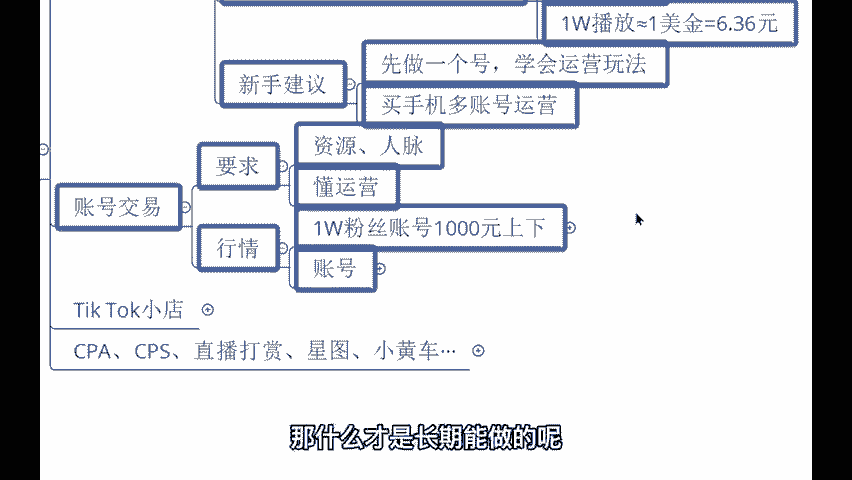 1W播放≈1美金=6.36元
新手建议
先做一个号，学会运营玩法
买手机多账号运营
账号交易
要求
资源、人脉
懂运营
行情
1W粉丝账号1000元上下
账号
Tik Tok小店
CPA、CPS、直播打赏、星图、小黄车…
那什么才是长期能做的呢